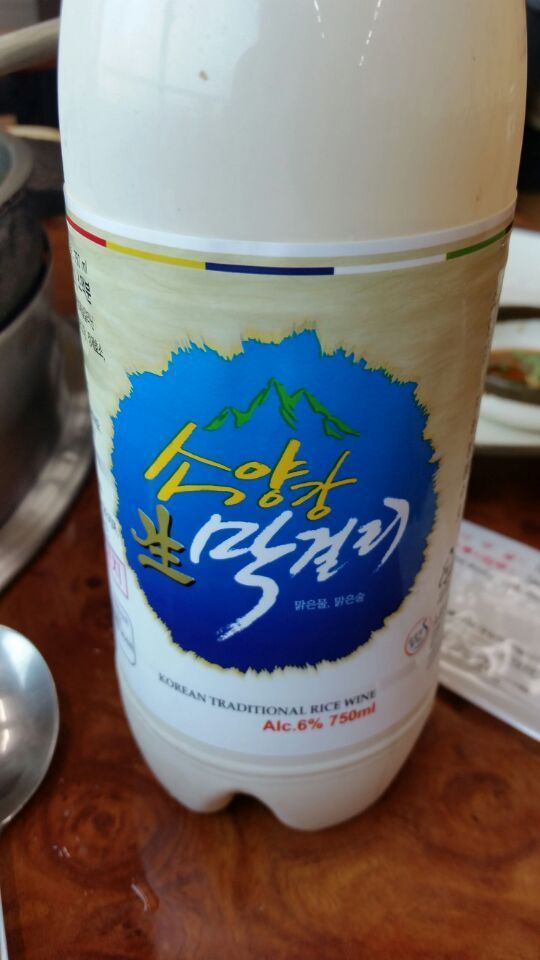 소양강
生막걸리
맑은물, 맑은술
KOREAN TRADITIONAL RICE WINE
Alc.6% 750ml